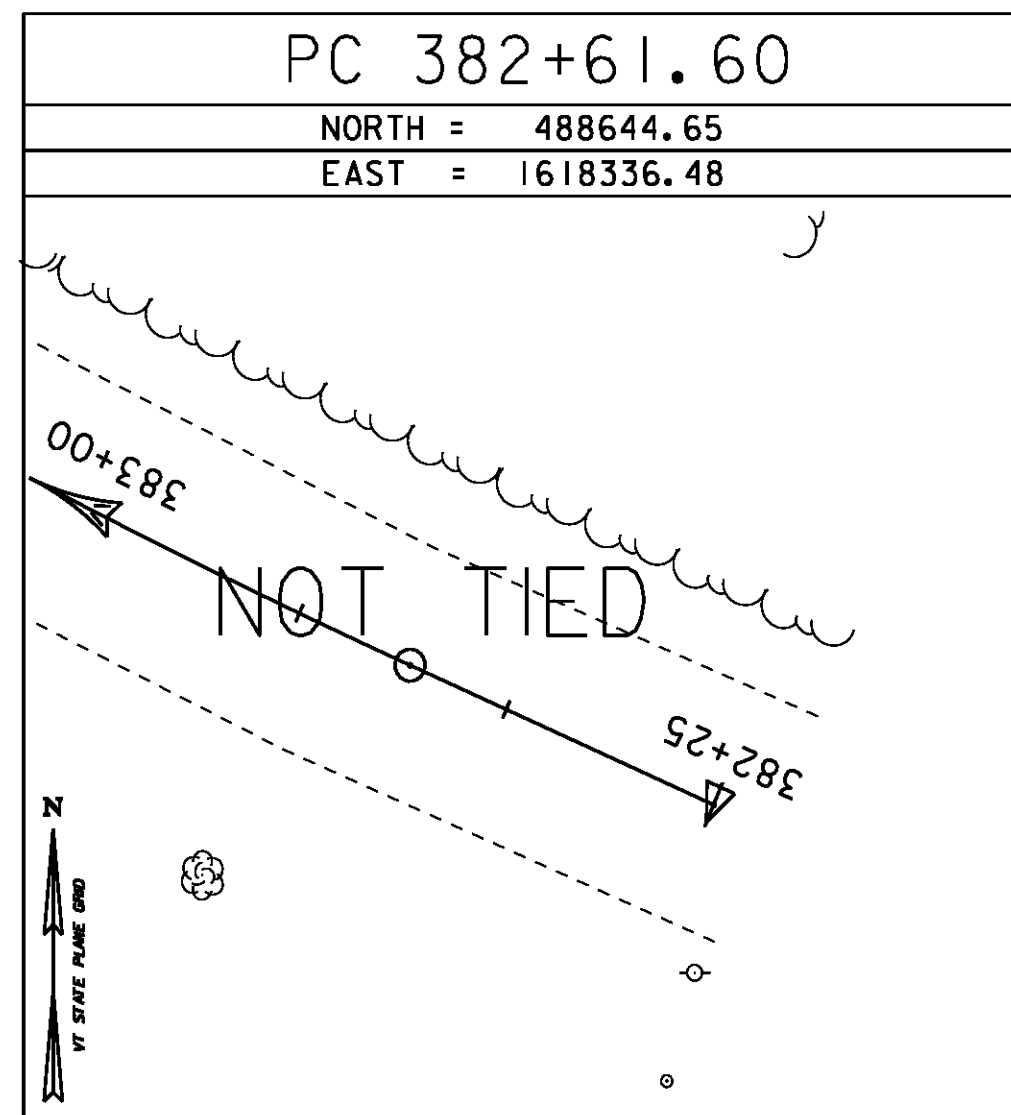 PC 382+61.60
NORTH = 488644.65
EAST = 1618336.48
383+00
NOT TIED
382+25
N
VT STATE PLANE GRID